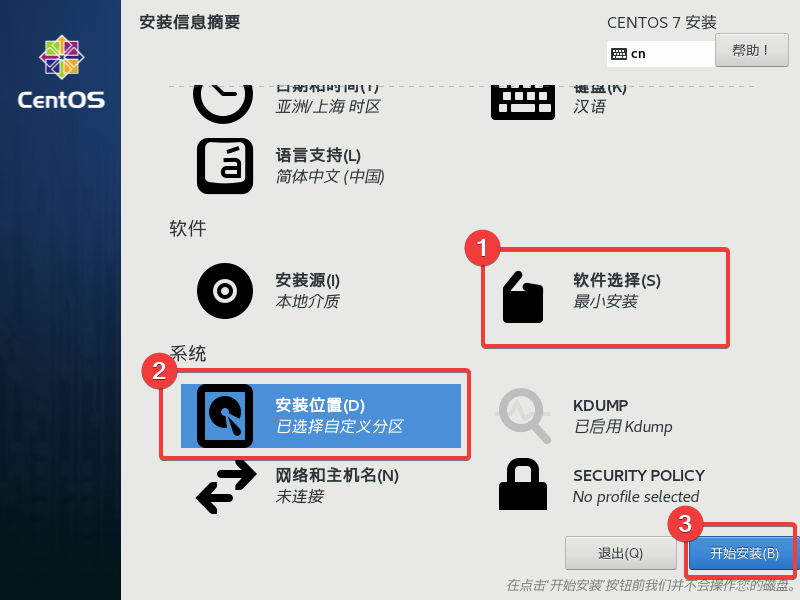 安装信息摘要
CENTOS 7 安装
cn
帮助！
CentOS
日期和时间(T)
亚洲/上海 时区
键盘(K)
汉语
语言支持(L)
简体中文 (中国)
软件
安装源(I)
本地介质
1
软件选择(S)
最小安装
系统
2
安装位置(D)
已选择自定义分区
KDUMP
已启用 Kdump
网络和主机名(N)
未连接
SECURITY POLICY
No profile selected
3
退出(Q)
开始安装(B)
在点击'开始安装'按钮前我们并不会操作您的磁盘。